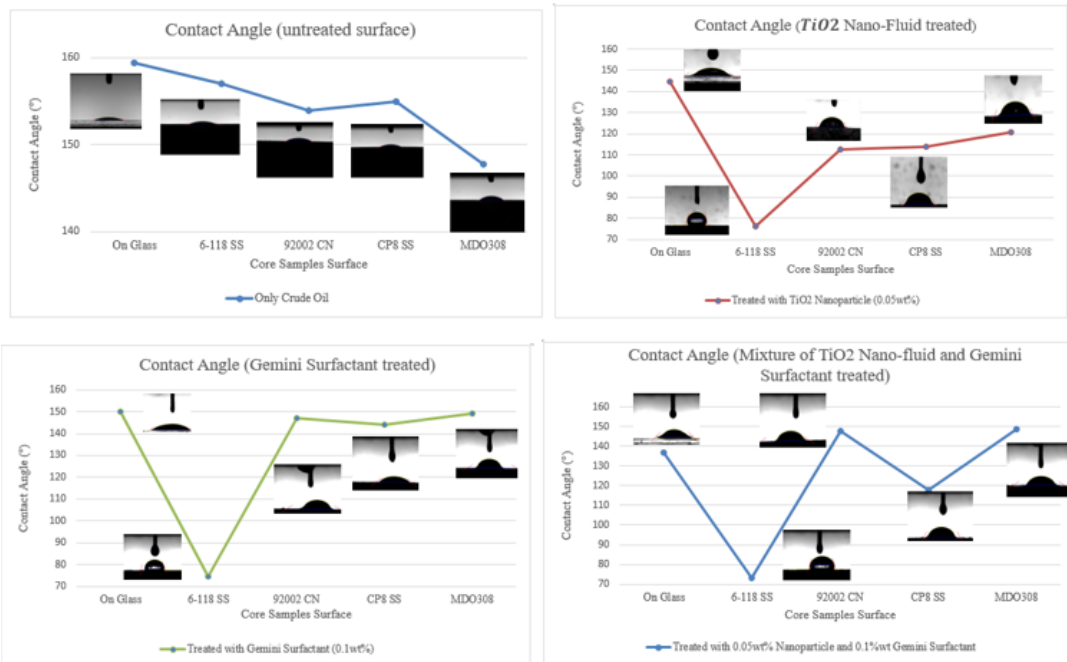 Contact Angle (untreated surface)
160
150
140
Contact Angle (°)
On Glass
6-118 SS
92002 CN
CP8 SS
MDO308
Core Samples Surface
Only Crude Oil
Contact Angle (TiO2 Nano-Fluid treated)
160
150
140
130
120
110
100
90
80
70
Contact Angle (°)
On Glass
6-118 SS
92002 CN
CP8 SS
MDO308
Core Samples Surface
Treated with TiO2 Nanoparticle (0.05wt%)
Contact Angle (Gemini Surfactant treated)
160
150
140
130
120
110
100
90
80
70
Contact Angle (°)
On Glass
6-118 SS
92002 CN
CP8 SS
MDO308
Core Samples Surface
Treated with Gemini Surfactant (0.1wt%)
Contact Angle (Mixture of TiO2 Nano-fluid and Gemini
Surfactant treated)
160
150
140
130
120
110
100
90
80
70
Contact Angle (°)
On Glass
6-118 SS
92002 CN
CP8 SS
MDO308
Core Samples Surface
Treated with 0.05wt% Nanoparticle and 0.1%wt Gemini Surfactant